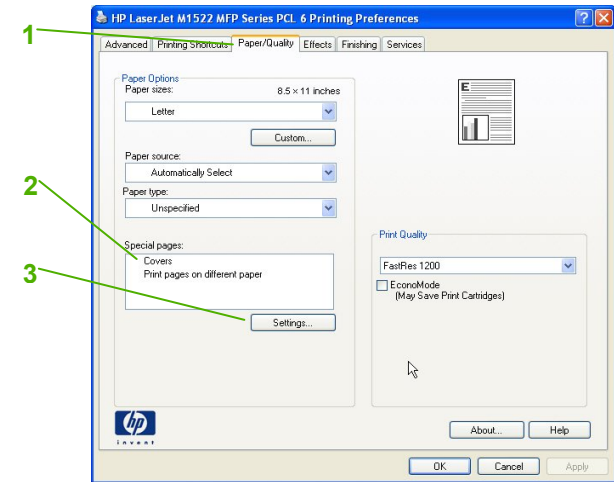 HP LaserJet M1522 MFP Series PCL 6 Printing Preferences
1
Advanced Printing Shortcuts Paper/Quality Effects Finishing Services
Paper Options
Paper sizes: 8.5 × 11 inches
Letter
Custom...
Paper source:
Automatically Select
Paper type:
Unspecified
2
Special pages:
Covers
Print pages on different paper
3
Settings...
E
Print Quality
FastRes 1200
EconoMode
(May Save Print Cartridges)
hp
invent
About... Help
OK Cancel Apply